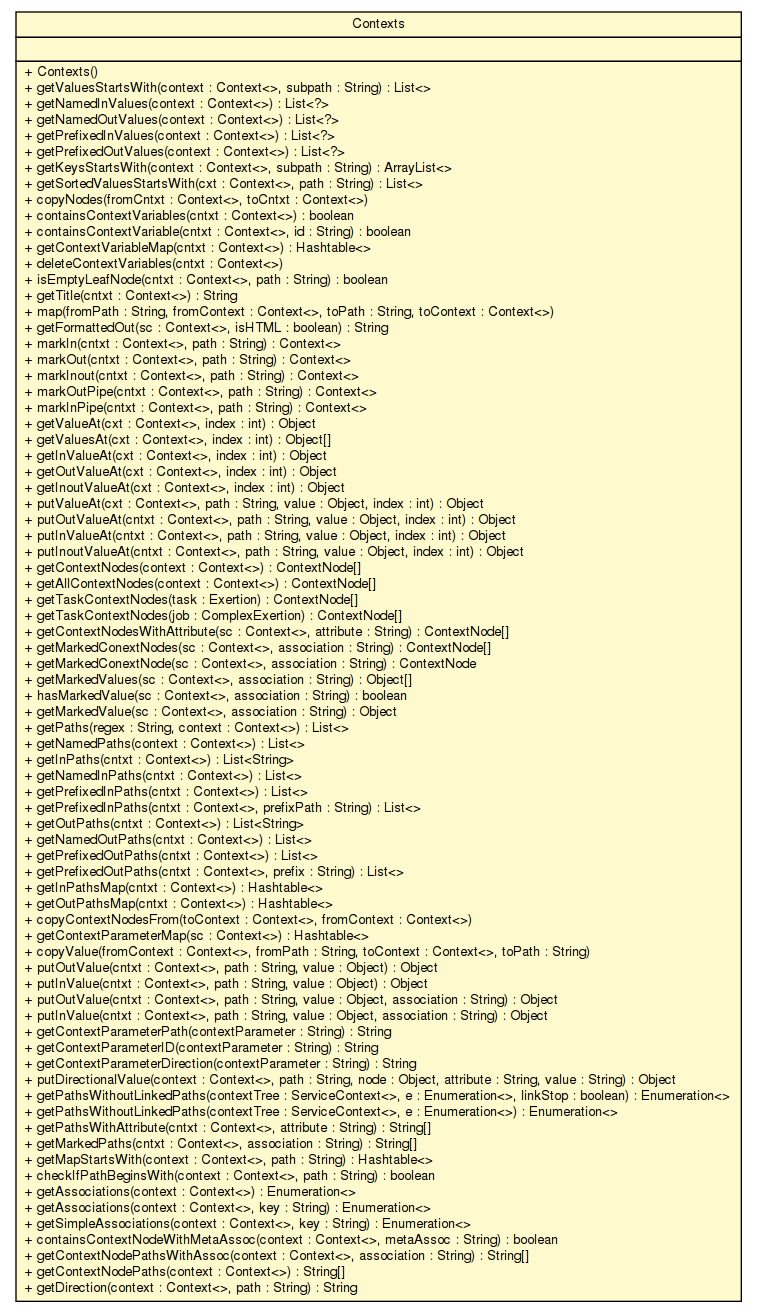 Contexts
+ Contexts()
+ getValuesStartsWith(context : Context<>, subpath : String) : List<>
+ getNamedInValues(context : Context<>) : List<?>
+ getNamedOutValues(context : Context<>) : List<?>
+ getPrefixedInValues(context : Context<>) : List<?>
+ getPrefixedOutValues(context : Context<>) : List<?>
+ getKeysStartsWith(context : Context<>, subpath : String) : ArrayList<>
+ getSortedValuesStartsWith(cxt : Context<>, path : String) : List<>
+ copyNodes(fromCntxt : Context<>, toCntxt : Context<>)
+ containsContextVariables(cntxt : Context<>) : boolean
+ containsContextVariable(cntxt : Context<>, id : String) : boolean
+ getContextVariableMap(cntxt : Context<>) : Hashtable<>
+ deleteContextVariables(cntxt : Context<>)
+ isEmptyLeafNode(cntxt : Context<>, path : String) : boolean
+ getTitle(cntxt : Context<>) : String
+ map(fromPath : String, fromContext : Context<>, toPath : String, toContext : Context<>)
+ getFormattedOut(sc : Context<>, isHTML : boolean) : String
+ markIn(cntxt : Context<>, path : String) : Context<>
+ markOut(cntxt : Context<>, path : String) : Context<>
+ markInout(cntxt : Context<>, path : String) : Context<>
+ markOutPipe(cntxt : Context<>, path : String) : Context<>
+ markInPipe(cntxt : Context<>, path : String) : Context<>
+ getValueAt(cxt : Context<>, index : int) : Object
+ getValuesAt(cxt : Context<>, index : int) : Object[]
+ getInValueAt(cxt : Context<>, index : int) : Object
+ getOutValueAt(cxt : Context<>, index : int) : Object
+ getInoutValueAt(cxt : Context<>, index : int) : Object
+ putValueAt(cxt : Context<>, path : String, value : Object, index : int) : Object
+ putOutValueAt(cntxt : Context<>, path : String, value : Object, index : int) : Object
+ putInValueAt(cntxt : Context<>, path : String, value : Object, index : int) : Object
+ putInoutValueAt(cntxt : Context<>, path : String, value : Object, index : int) : Object
+ getContextNodes(context : Context<>) : ContextNode[]
+ getAllContextNodes(context : Context<>) : ContextNode[]
+ getTaskContextNodes(task : Exertion) : ContextNode[]
+ getTaskContextNodes(job : ComplexExertion) : ContextNode[]
+ getContextNodesWithAttribute(sc : Context<>, attribute : String) : ContextNode[]
+ getMarkedConextNodes(sc : Context<>, association : String) : ContextNode[]
+ getMarkedConextNode(sc : Context<>, association : String) : ContextNode
+ getMarkedValues(sc : Context<>, association : String) : Object[]
+ hasMarkedValue(sc : Context<>, association : String) : boolean
+ getMarkedValue(sc : Context<>, association : String) : Object
+ getPaths(regex : String, context : Context<>) : List<>
+ getNamedPaths(context : Context<>) : List<>
+ getInPaths(cntxt : Context<>) : List<String>
+ getNamedInPaths(cntxt : Context<>) : List<>
+ getPrefixedInPaths(cntxt : Context<>) : List<>
+ getPrefixedInPaths(cntxt : Context<>, prefixPath : String) : List<>
+ getOutPaths(cntxt : Context<>) : List<String>
+ getNamedOutPaths(cntxt : Context<>) : List<>
+ getPrefixedOutPaths(cntxt : Context<>) : List<>
+ getPrefixedOutPaths(cntxt : Context<>, prefix : String) : List<>
+ getInPathsMap(cntxt : Context<>) : Hashtable<>
+ getOutPathsMap(cntxt : Context<>) : Hashtable<>
+ copyContextNodesFrom(toContext : Context<>, fromContext : Context<>)
+ getContextParameterMap(sc : Context<>) : Hashtable<>
+ copyValue(fromContext : Context<>, fromPath : String, toContext : Context<>, toPath : String)
+ putOutValue(cntxt : Context<>, path : String, value : Object) : Object
+ putInValue(cntxt : Context<>, path : String, value : Object) : Object
+ putOutValue(cntxt : Context<>, path : String, value : Object, association : String) : Object
+ putInValue(cntxt : Context<>, path : String, value : Object, association : String) : Object
+ getContextParameterPath(contextParameter : String) : String
+ getContextParameterID(contextParameter : String) : String
+ getContextParameterDirection(contextParameter : String) : String
+ putDirectionalValue(context : Context<>, path : String, node : Object, attribute : String, value : String) : Object
+ getPathsWithoutLinkedPaths(contextTree : ServiceContext<>, e : Enumeration<>, linkStop : boolean) : Enumeration<>
+ getPathsWithoutLinkedPaths(contextTree : ServiceContext<>, e : Enumeration<>) : Enumeration<>
+ getPathsWithAttribute(cntxt : Context<>, attribute : String) : String[]
+ getMarkedPaths(cntxt : Context<>, association : String) : String[]
+ getMapStartsWith(context : Context<>, path : String) : Hashtable<>
+ checkIfPathBeginsWith(context : Context<>, path : String) : boolean
+ getAssociations(context : Context<>) : Enumeration<>
+ getAssociations(context : Context<>, key : String) : Enumeration<>
+ getSimpleAssociations(context : Context<>, key : String) : Enumeration<>
+ containsContextNodeWithMetaAssoc(context : Context<>, metaAssoc : String) : boolean
+ getContextNodePathsWithAssoc(context : Context<>, association : String) : String[]
+ getContextNodePaths(context : Context<>) : String[]
+ getDirection(context : Context<>, path : String) : String